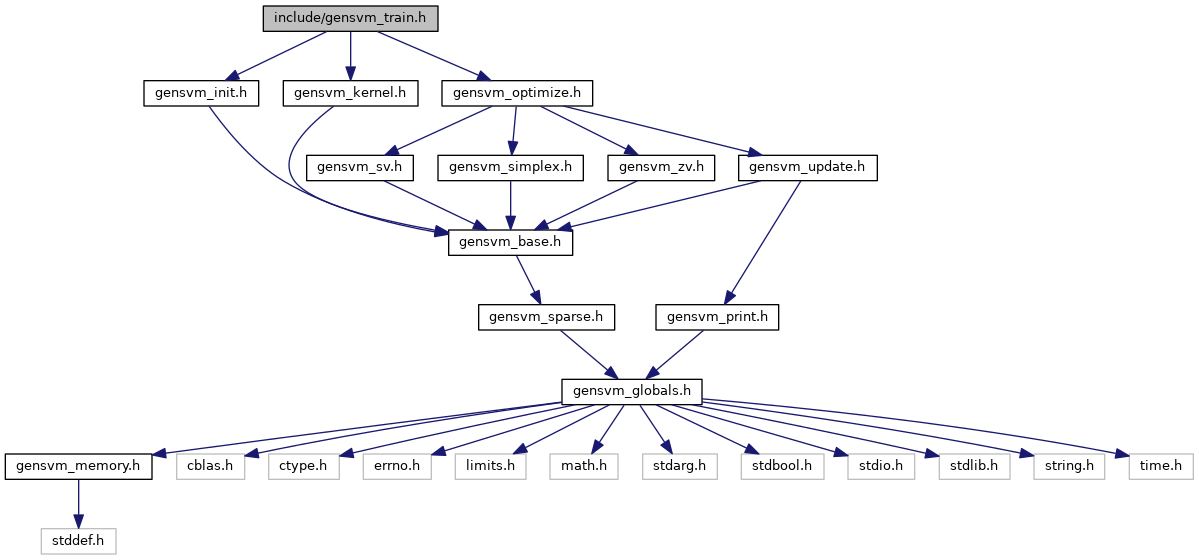 include/gensvm_train.h
gensvm_init.h
gensvm_kernel.h
gensvm_optimize.h
gensvm_sv.h
gensvm_simplex.h
gensvm_zv.h
gensvm_update.h
gensvm_base.h
gensvm_sparse.h
gensvm_print.h
gensvm_globals.h
gensvm_memory.h
cblas.h
ctype.h
errno.h
limits.h
math.h
stdarg.h
stdbool.h
stdio.h
stdlib.h
string.h
time.h
stddef.h